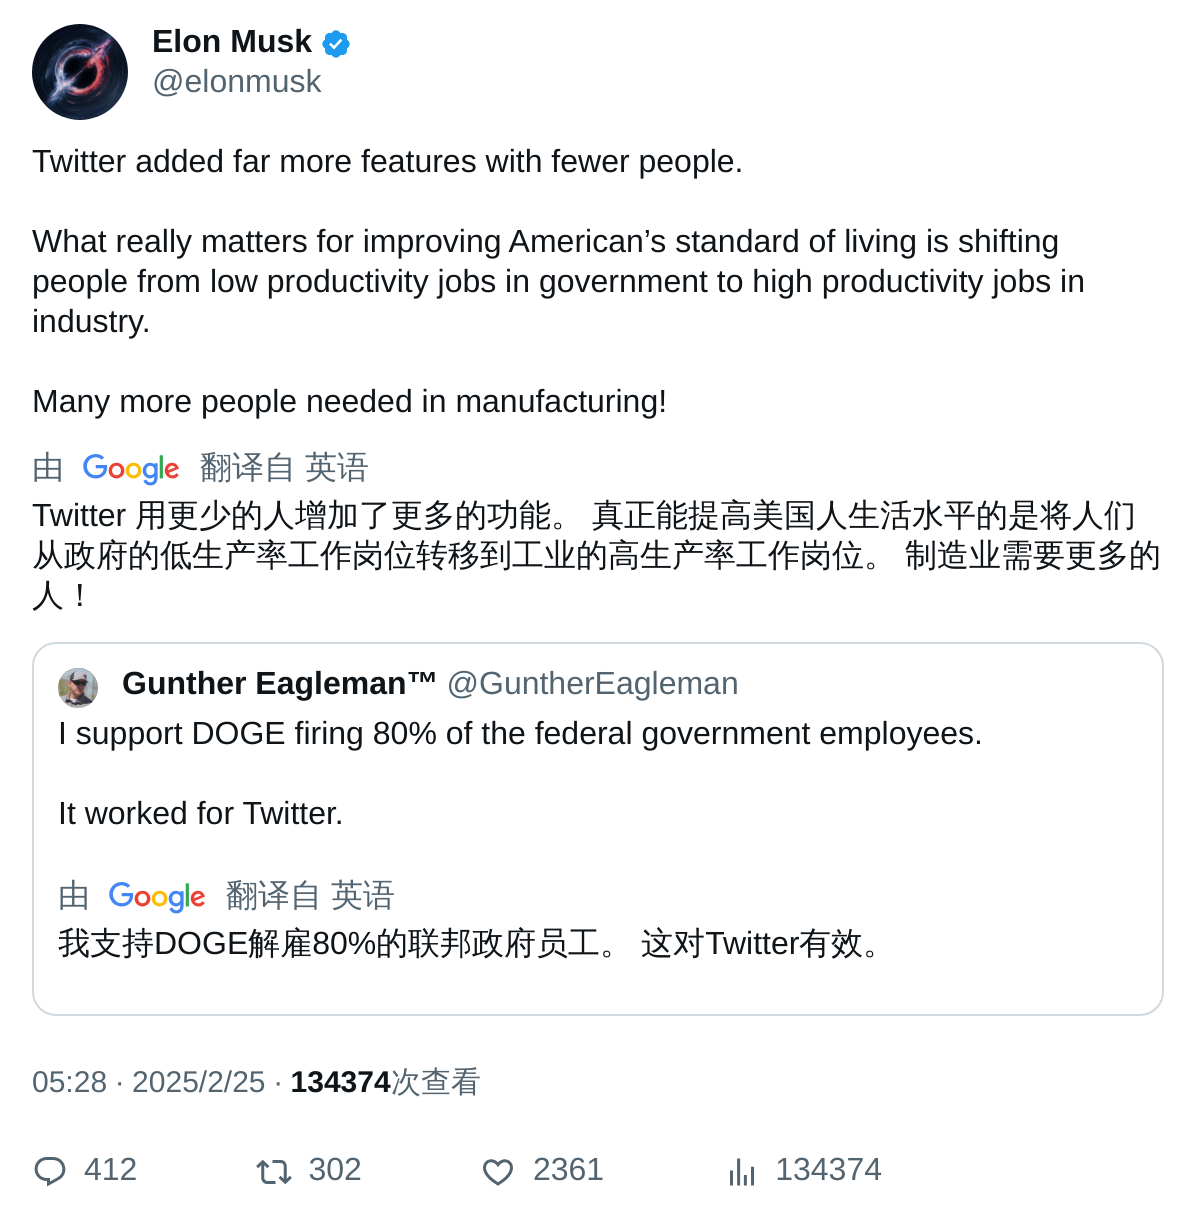 Elon Musk
@elonmusk
Twitter added far more features with fewer people.
What really matters for improving American’s standard of living is shifting
people from low productivity jobs in government to high productivity jobs in
industry.
Many more people needed in manufacturing!
由 Google 翻译自 英语
Twitter 用更少的人增加了更多的功能。 真正能提高美国人生活水平的是将人们
从政府的低生产率工作岗位转移到工业的高生产率工作岗位。 制造业需要更多的
人！
Gunther Eagleman™ @GuntherEagleman
I support DOGE firing 80% of the federal government employees.
It worked for Twitter.
由 Google 翻译自 英语
我支持DOGE解雇80%的联邦政府员工。 这对Twitter有效。
05:28 · 2025/2/25 · 134374次查看
412 302 2361 134374